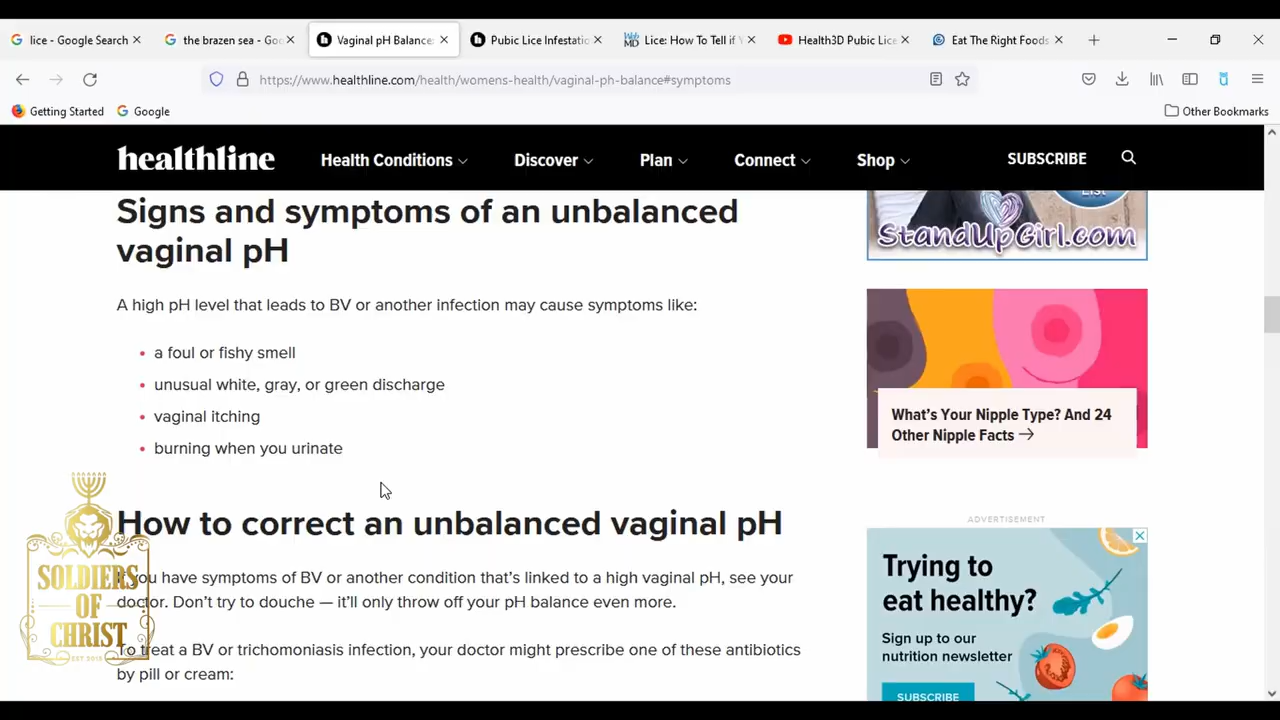 lice - Google Search
the brazen sea - Goo
Vaginal pH Balance:
Pubic Lice Infestatio
WebMD
Lice: How To Tell if Y
Health3D Pubic Lice
Eat The Right Foods
https://www.healthline.com/health/womens-health/vaginal-ph-balance#symptoms
Getting Started
Google
Other Bookmarks
healthline
Health Conditions
Discover
Plan
Connect
Shop
SUBSCRIBE
Signs and symptoms of an unbalanced
vaginal pH
A high pH level that leads to BV or another infection may cause symptoms like:
• a foul or fishy smell
• unusual white, gray, or green discharge
• vaginal itching
• burning when you urinate
How to correct an unbalanced vaginal pH
If you have symptoms of BV or another condition that's linked to a high vaginal pH, see your
doctor. Don't try to douche — it'll only throw off your pH balance even more.
To treat a BV or trichomoniasis infection, your doctor might prescribe one of these antibiotics
by pill or cream:
LIST
StandUpGirl.com
What's Your Nipple Type? And 24
Other Nipple Facts →
ADVERTISEMENT
Trying to
eat healthy?
Sign up to our
nutrition newsletter
SUBSCRIBE
SOLDIERS
OF
CHRIST